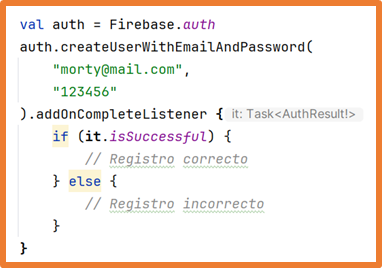 val auth = Firebase.auth
auth.createUserWithEmailAndPassword(
    "morty@mail.com",
    "123456"
).addOnCompleteListener { it: Task<AuthResult!>
    if (it.isSuccessful) {
        // Registro correcto
    } else {
        // Registro incorrecto
    }
}